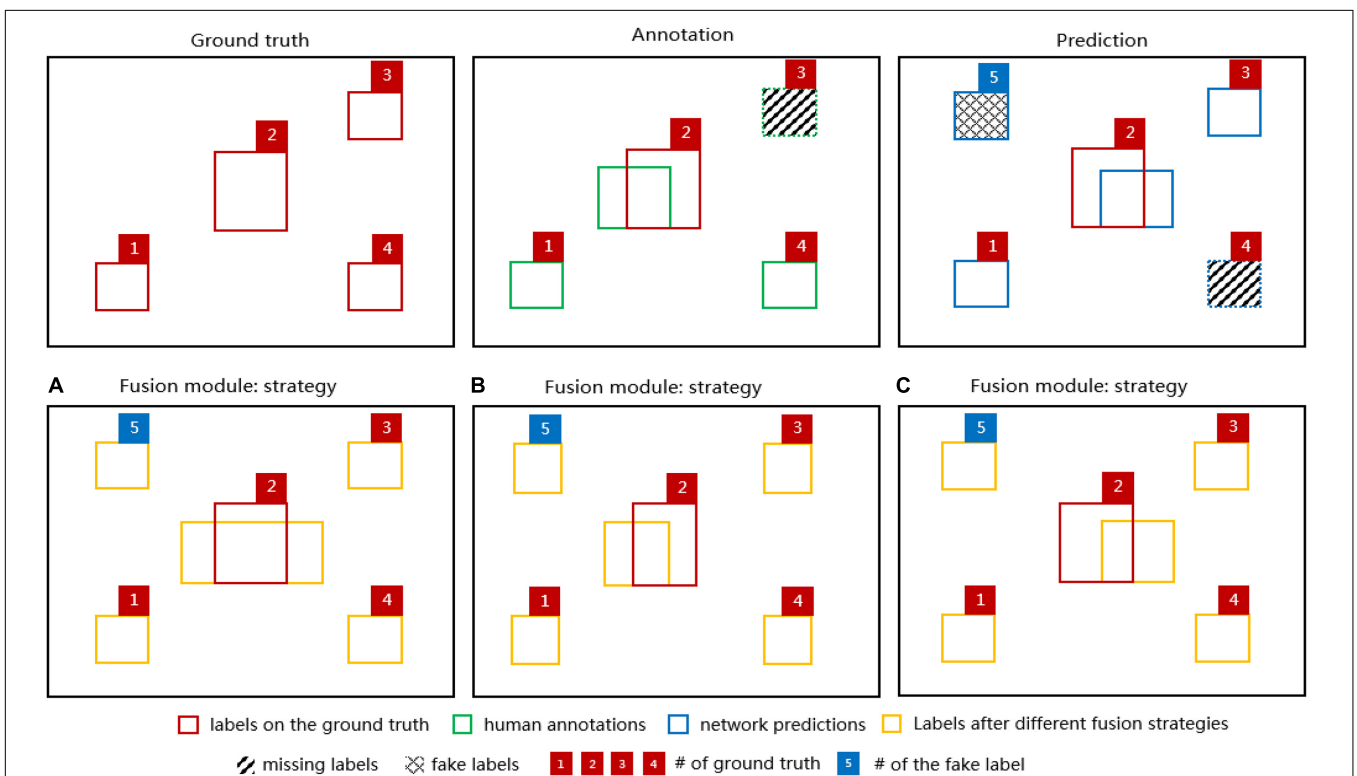 Ground truth Annotation Prediction
3 3 5 3
2 2 2
1 4 1 4 1 4
A Fusion module: strategy B Fusion module: strategy C Fusion module: strategy
5 3 5 3 5 3
2 2 2
1 4 1 4 1 4
labels on the ground truth human annotations network predictions Labels after different fusion strategies
missing labels fake labels 1 2 3 4 # of ground truth 5 # of the fake label